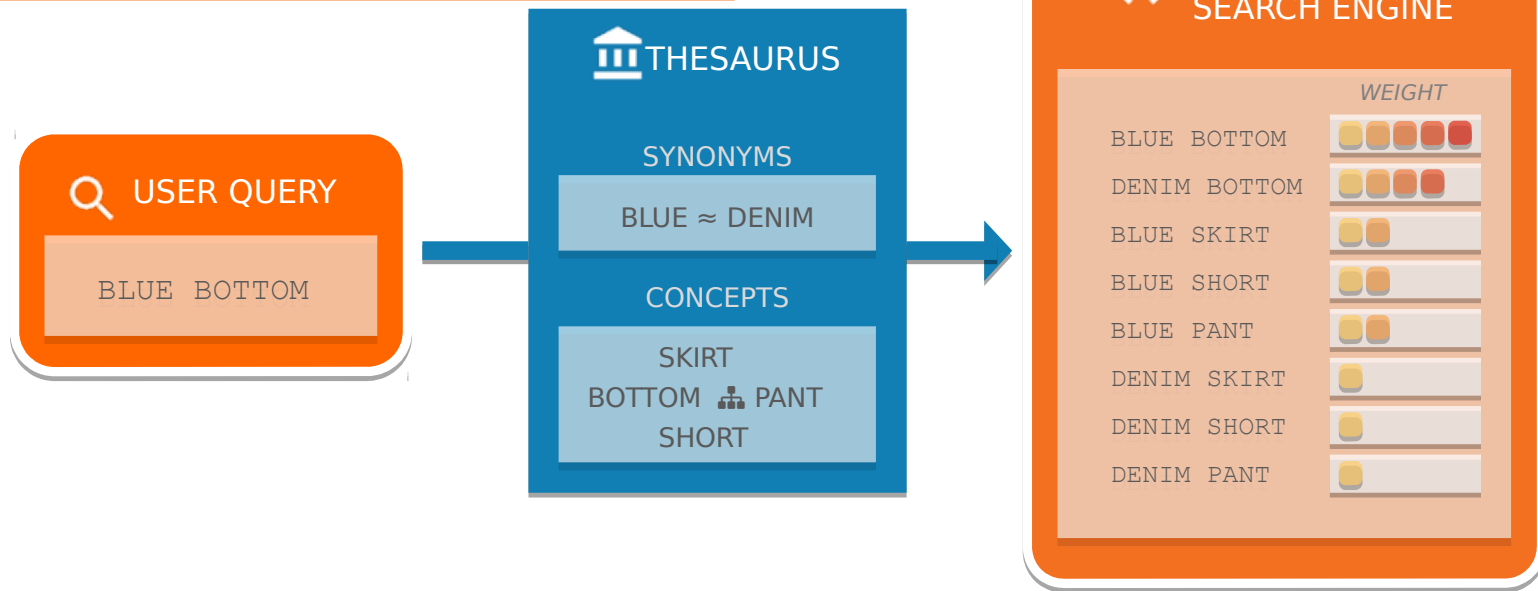 USER QUERY
BLUE BOTTOM
THESAURUS
SYNONYMS
BLUE ≈ DENIM
CONCEPTS
SKIRT
BOTTOM PANT
SHORT
SEARCH ENGINE
WEIGHT
BLUE BOTTOM
DENIM BOTTOM
BLUE SKIRT
BLUE SHORT
BLUE PANT
DENIM SKIRT
DENIM SHORT
DENIM PANT